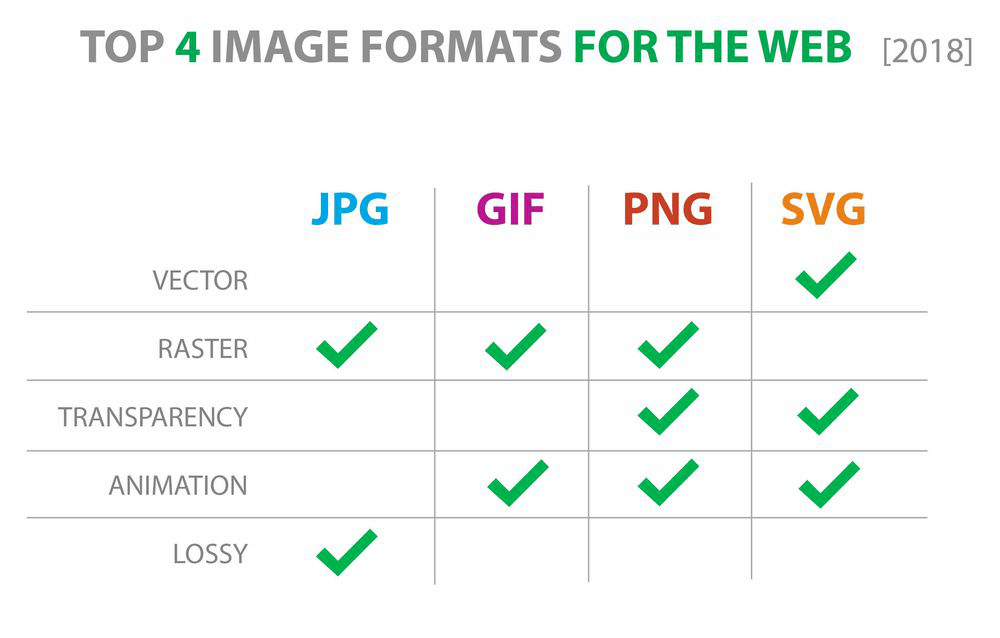 TOP 4 IMAGE FORMATS FOR THE WEB [2018]
JPG GIF PNG SVG
VECTOR
RASTER
TRANSPARENCY
ANIMATION
LOSSY